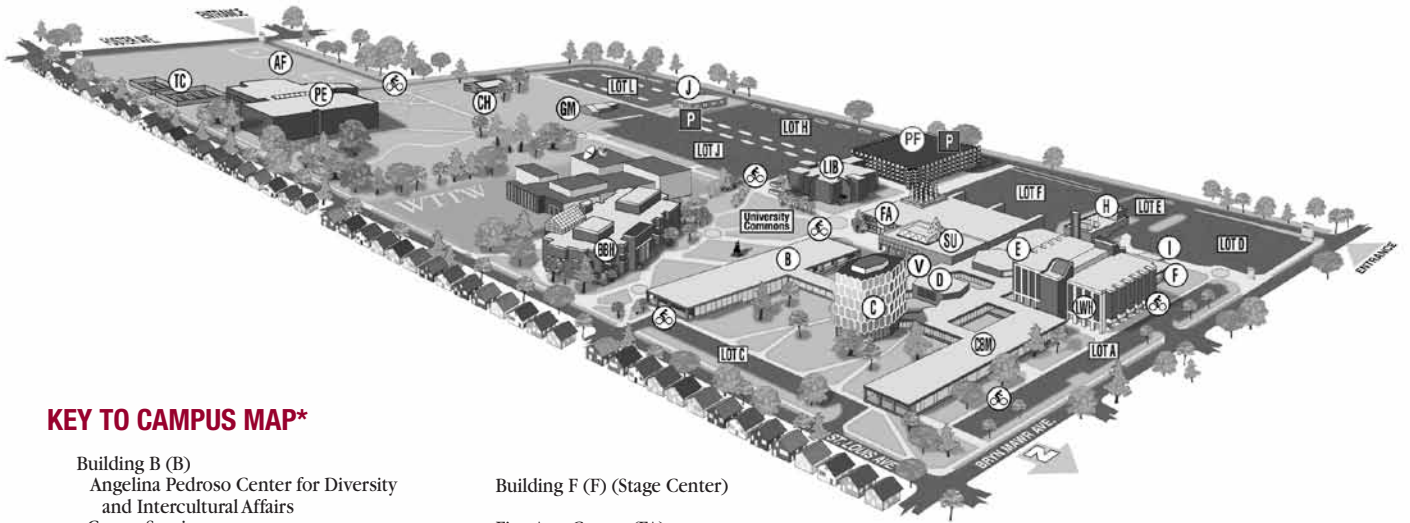 ENTRANCE
FOSTER AVE.
AF
TC
PE
CH
GM
LOT L
J
P
LOT H
LOT J
PF
P
LIB
WTTW
University
Commons
FA
SU
LOT F
H
LOT E
LOT D
ENTRANCE
BBH
B
V
D
C
E
I
F
LWH
CBM
LOT C
LOT A
ST. LOUIS AVE.
BRYN MAWR AVE.
N
KEY TO CAMPUS MAP*
Building B (B)
Angelina Pedroso Center for Diversity
and Intercultural Affairs
Building F (F) (Stage Center)